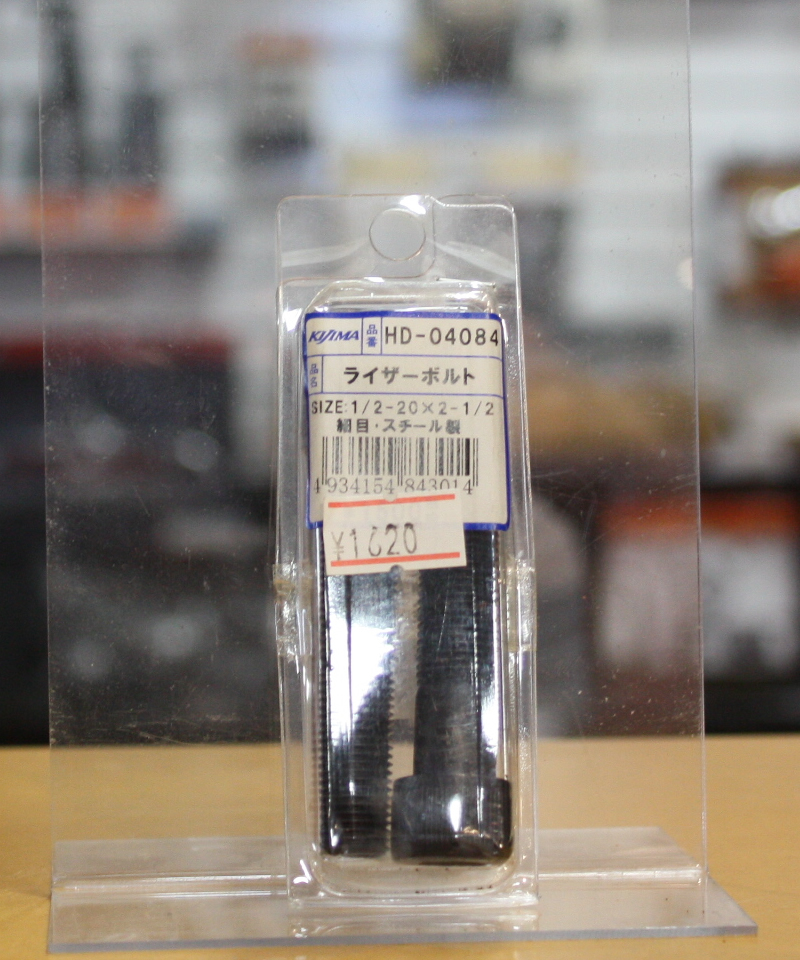 KIJIMA 品番 HD-04084
品名 ライザーボルト
SIZE:1/2-20×2-1/2
細目・スチール製
4 934154 843014
¥1620